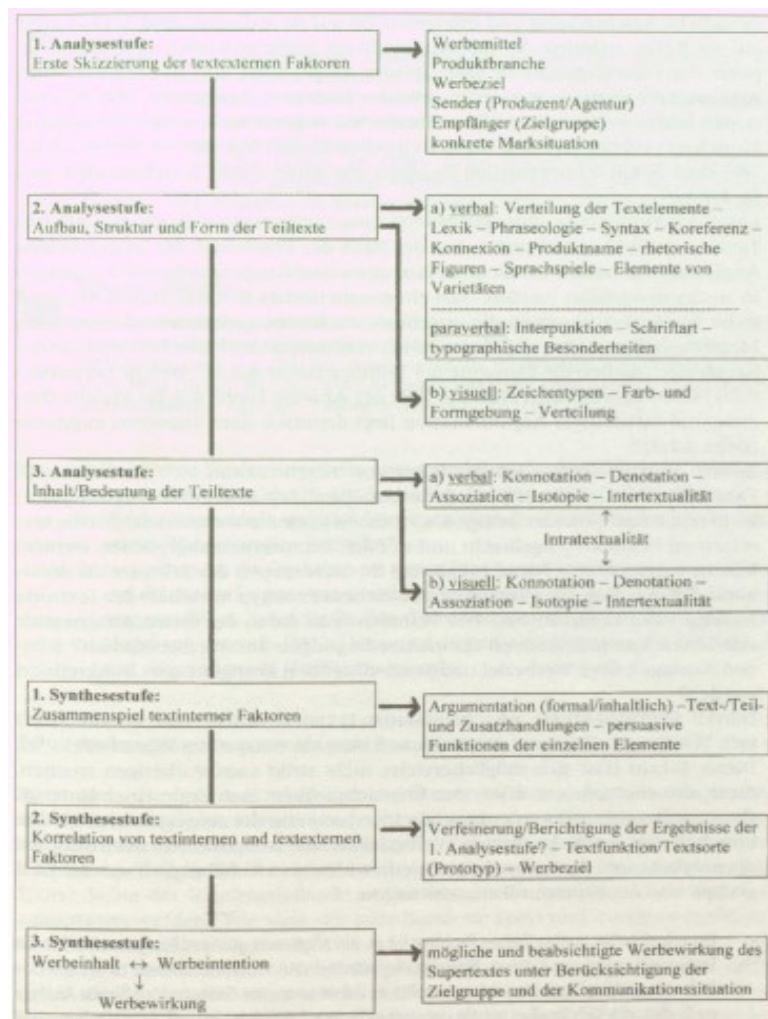 1. Analysestufe:
Erste Skizzierung der textexternen Faktoren
Werbemittel
Produktbranche
Werbeziel
Sender (Produzent/Agentur)
Empfänger (Zielgruppe)
konkrete Marksituation
2. Analysestufe:
Aufbau, Struktur und Form der Teiltexte
a) verbal: Verteilung der Textelemente –
Lexik – Phraseologie – Syntax – Koreferenz –
Konnexion – Produktname – rhetorische
Figuren – Sprachspiele – Elemente von
Varietäten
paraverbal: Interpunktion – Schriftart –
typographische Besonderheiten
b) visuell: Zeichentypen – Farb- und
Formgebung – Verteilung
3. Analysestufe:
Inhalt/Bedeutung der Teiltexte
a) verbal: Konnotation – Denotation –
Assoziation – Isotopie – Intertextualität
↑
Intratextualität
↓
b) visuell: Konnotation – Denotation –
Assoziation – Isotopie – Intertextualität
1. Synthesestufe:
Zusammenspiel textinterner Faktoren
Argumentation (formal/inhaltlich) –Text-/Teil-
und Zusatzhandlungen – persuasive
Funktionen der einzelnen Elemente
2. Synthesestufe:
Korrelation von textinternen und textexternen
Faktoren
Verfeinerung/Berichtigung der Ergebnisse der
1. Analysestufe? – Textfunktion/Textsorte
(Prototyp) – Werbeziel
3. Synthesestufe:
Werbeinhalt ↔ Werbeintention
↓
Werbewirkung
mögliche und beabsichtigte Werbewirkung des
Supertextes unter Berücksichtigung der
Zielgruppe und der Kommunikationssituation